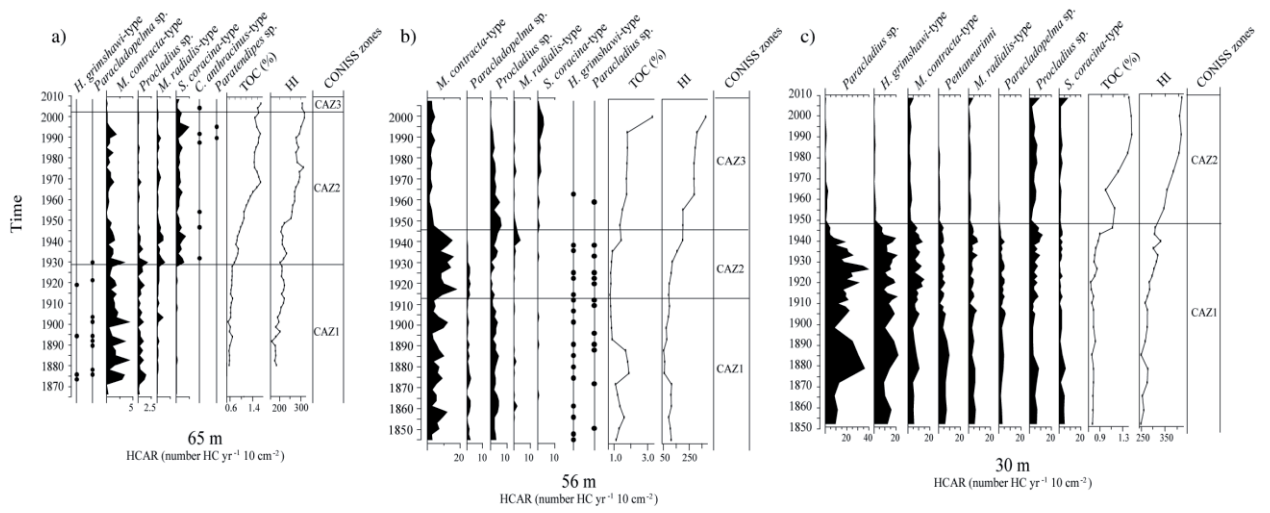 a)
H. grimshawi-type
Paracladopelma sp.
M. contracta-type
Procladius sp.
M. radialis-type
S. coracina-type
C. anthracinus-type
Paratendipes sp.
TOC (%)
HI
CONISS zones
Time
2010
2000
1990
1980
1970
1960
1950
1940
1930
1920
1910
1900
1890
1880
1870
CAZ3
CAZ2
CAZ1
5 2.5 0.6 1.4 200 300
65 m
HCAR (number HC yr⁻¹ 10 cm⁻²)
b)
M. contracta-type
Paracladopelma sp.
Procladius sp.
M. radialis-type
S. coracina-type
H. grimshawi-type
Paracladius sp.
TOC (%)
HI
CONISS zones
2000
1990
1980
1970
1960
1950
1940
1930
1920
1910
1900
1890
1880
1870
1860
1850
CAZ3
CAZ2
CAZ1
20 10 10 10 10 1.0 3.0 50 250
56 m
HCAR (number HC yr⁻¹ 10 cm⁻²)
c)
Paracladius sp.
H. grimshawi-type
M. contracta-type
Pentaneurinni
M. radialis-type
Paracladopelma sp.
Procladius sp.
S. coracina-type
TOC (%)
HI
CONISS zones
2010
2000
1990
1980
1970
1960
1950
1940
1930
1920
1910
1900
1890
1880
1870
1860
1850
CAZ2
CAZ1
20 40 20 20 20 20 20 20 20 0.9 1.3 250 350
30 m
HCAR (number HC yr⁻¹ 10 cm⁻²)